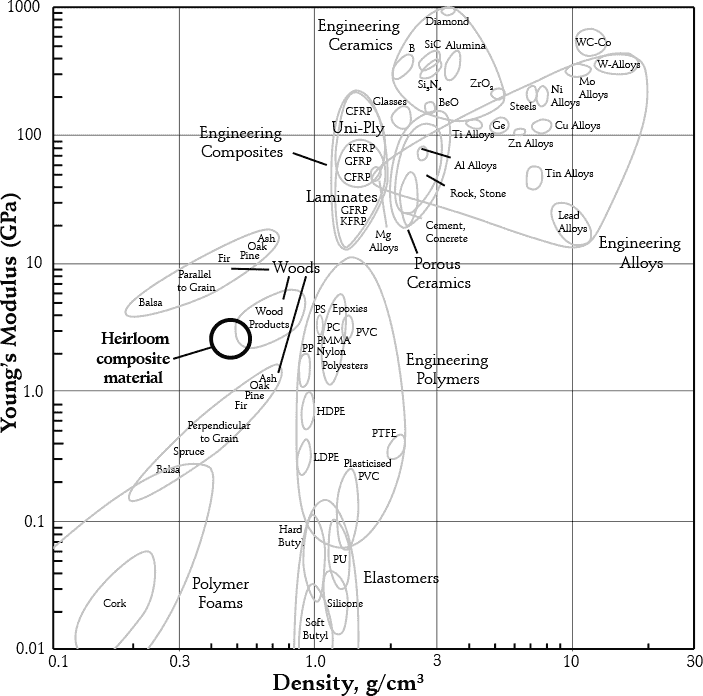 1000
100
10
1.0
0.1
0.01
Young's Modulus (GPa)
0.1
0.3
1.0
3
10
30
Density, g/cm³
Engineering
Ceramics
Diamond
B
SiC
Alumina
Si₃N₄
BeO
ZrO₂
Glasses
WC-Co
W-Alloys
Mo
Alloys
Ni
Alloys
Steels
Cu Alloys
Ge
Ti Alloys
Zn Alloys
Tin Alloys
Lead
Alloys
Al Alloys
Rock, Stone
Cement,
Concrete
Mg
Alloys
Engineering
Alloys
Porous
Ceramics
Engineering
Composites
CFRP
Uni-Ply
KFRP
GFRP
CFRP
Laminates
GFRP
KFRP
Ash
Oak
Pine
Fir
Parallel
to Grain
Balsa
Woods
Wood
Products
Heirloom
composite
material
Ash
Oak
Pine
Fir
Perpendicular
to Grain
Spruce
Balsa
PS
Epoxies
PC
PVC
PMMA
PP
Nylon
Polyesters
Engineering
Polymers
HDPE
PTFE
LDPE
Plasticised
PVC
Hard
Butyl
PU
Elastomers
Silicone
Soft
Butyl
Polymer
Foams
Cork